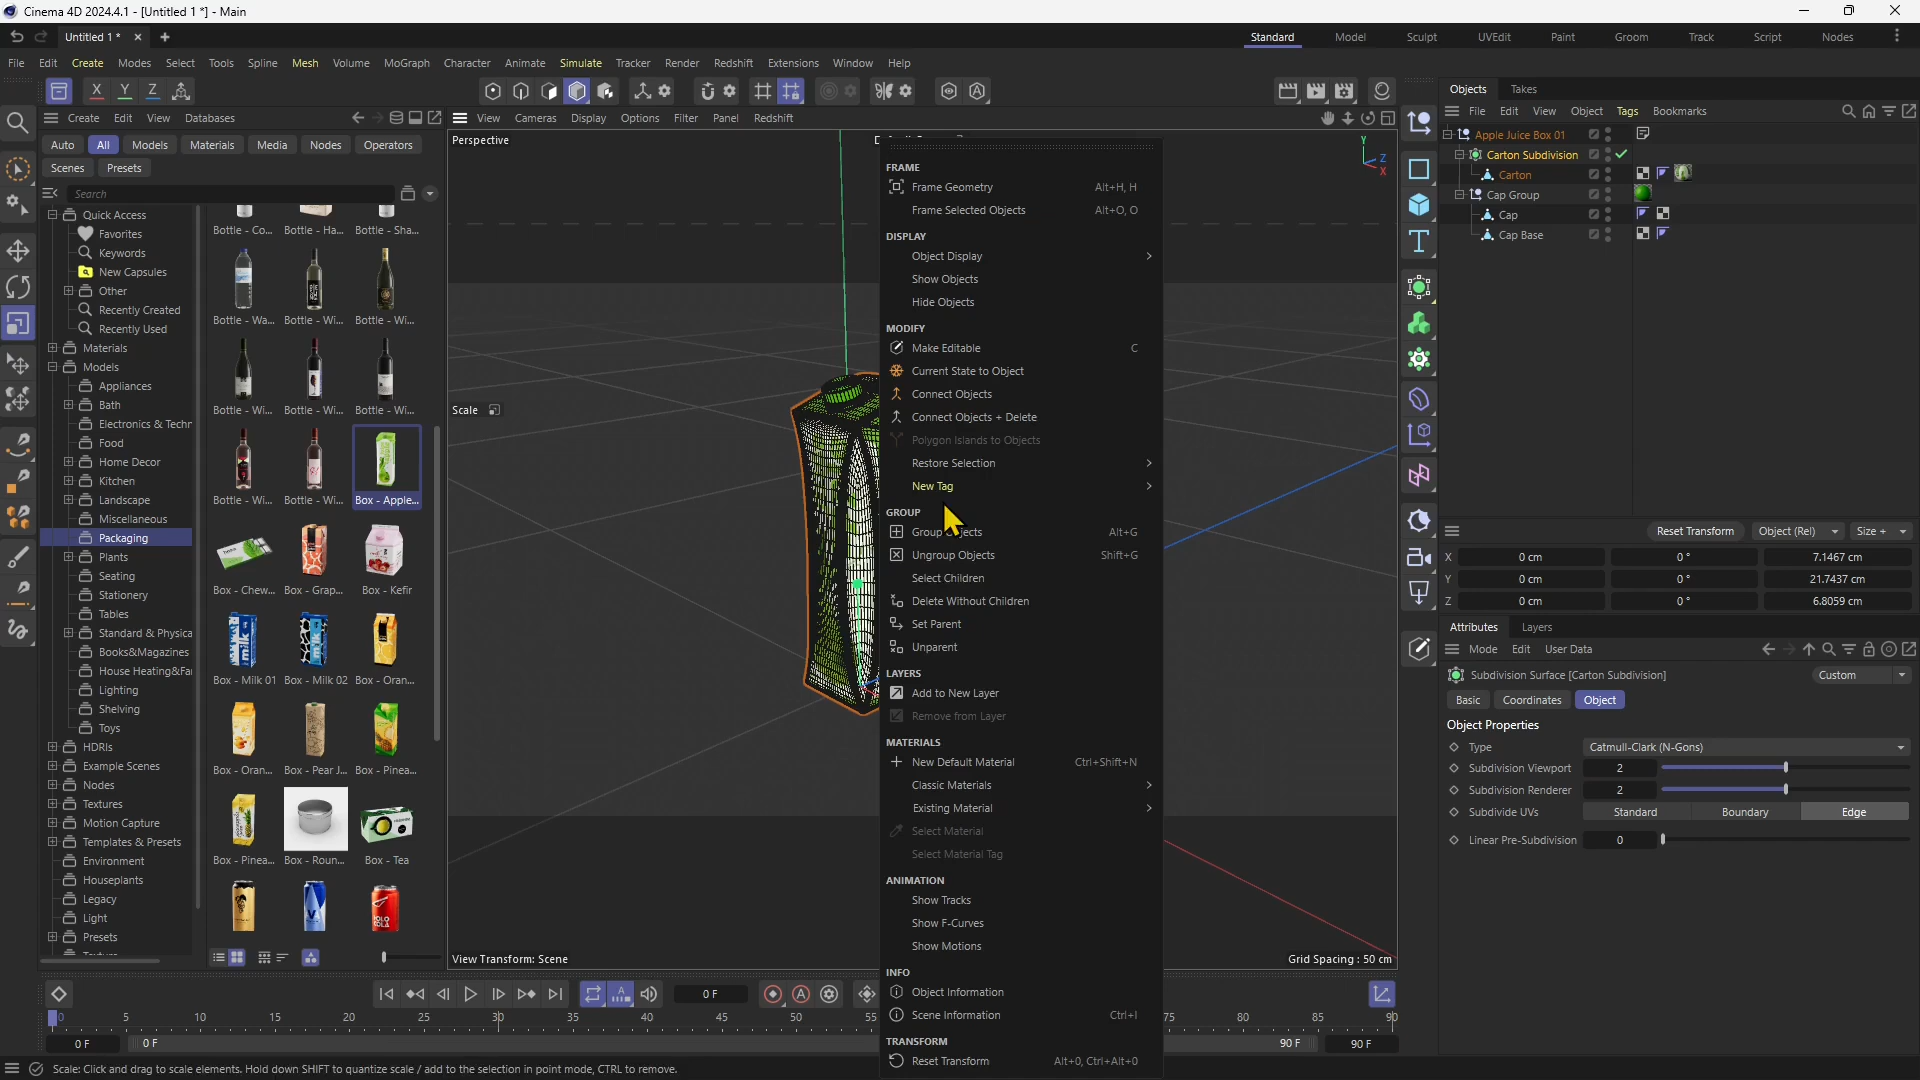 Cinema 4D 2024.4.1 - [Untitled 1 *] - Main
Untitled 1 *
Standard Model Sculpt UVEdit Paint Groom Track Script Nodes
File Edit Create Modes Select Tools Spline Mesh Volume MoGraph Character Animate Simulate Tracker Render Redshift Extensions Window Help
X Y Z
Objects Takes
Create Edit View Databases
View Cameras Display Options Filter Panel Redshift
File Edit View Object Tags Bookmarks
Auto All Models Materials Media Nodes Operators
Scenes Presets
Search
Quick Access
Favorites
Keywords
New Capsules
Other
Recently Created
Recently Used
Materials
Models
Appliances
Bath
Electronics & Techn
Food
Home Decor
Kitchen
Landscape
Miscellaneous
Packaging
Plants
Seating
Stationery
Tables
Standard & Physica
Books&Magazines
House Heating&Fa
Lighting
Shelving
Toys
HDRIs
Example Scenes
Nodes
Textures
Motion Capture
Templates & Presets
Environment
Houseplants
Legacy
Light
Presets
Bottle - Co... Bottle - Ha... Bottle - Sha...
Bottle - Wa... Bottle - Wi... Bottle - Wi...
Bottle - Wi... Bottle - Wi... Bottle - Wi...
Bottle - Wi... Bottle - Wi... Box - Apple...
Box - Chew... Box - Grap... Box - Kefir
Box - Milk 01 Box - Milk 02 Box - Oran...
Box - Oran... Box - Pear J... Box - Pinea...
Box - Pinea... Box - Roun... Box - Tea
Perspective
Scale
Y
Z
X
View Transform: Scene
Grid Spacing : 50 cm
FRAME
Frame Geometry Alt+H, H
Frame Selected Objects Alt+O, O
DISPLAY
Object Display
Show Objects
Hide Objects
MODIFY
Make Editable C
Current State to Object
Connect Objects
Connect Objects + Delete
Polygon Islands to Objects
Restore Selection
New Tag
GROUP
Group Objects Alt+G
Ungroup Objects Shift+G
Select Children
Delete Without Children
Set Parent
Unparent
LAYERS
Add to New Layer
Remove from Layer
MATERIALS
New Default Material Ctrl+Shift+N
Classic Materials
Existing Material
Select Material
Select Material Tag
ANIMATION
Show Tracks
Show F-Curves
Show Motions
INFO
Object Information
Scene Information Ctrl+I
TRANSFORM
Reset Transform Alt+0, Ctrl+Alt+0
Apple Juice Box 01
Carton Subdivision
Carton
Cap Group
Cap
Cap Base
Reset Transform Object (Rel) Size +
X 0 cm 0 ° 7.1467 cm
Y 0 cm 0 ° 21.7437 cm
Z 0 cm 0 ° 6.8059 cm
Attributes Layers
Mode Edit User Data
Subdivision Surface [Carton Subdivision] Custom
Basic Coordinates Object
Object Properties
Type Catmull-Clark (N-Gons)
Subdivision Viewport 2
Subdivision Renderer 2
Subdivide UVs Standard Boundary Edge
Linear Pre-Subdivision 0
0 F
0 5 10 15 20 25 30 35 40 45 50 55 75 80 85 90
0 F 0 F 90 F 90 F
Scale: Click and drag to scale elements. Hold down SHIFT to quantize scale / add to the selection in point mode, CTRL to remove.